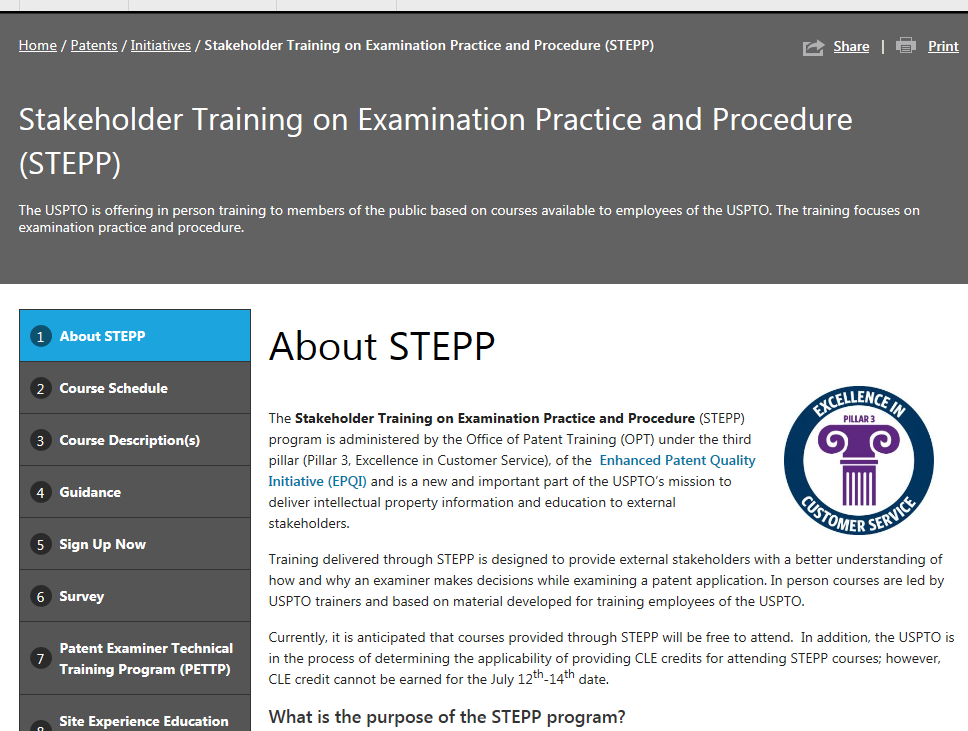 Home / Patents / Initiatives / Stakeholder Training on Examination Practice and Procedure (STEPP)
Share | Print
Stakeholder Training on Examination Practice and Procedure
(STEPP)
The USPTO is offering in person training to members of the public based on courses available to employees of the USPTO. The training focuses on
examination practice and procedure.
1 About STEPP
2 Course Schedule
3 Course Description(s)
4 Guidance
5 Sign Up Now
6 Survey
7 Patent Examiner Technical
Training Program (PETTP)
8 Site Experience Education
About STEPP
The Stakeholder Training on Examination Practice and Procedure (STEPP)
program is administered by the Office of Patent Training (OPT) under the third
pillar (Pillar 3, Excellence in Customer Service), of the Enhanced Patent Quality
Initiative (EPQI) and is a new and important part of the USPTO's mission to
deliver intellectual property information and education to external
stakeholders.
EXCELLENCE IN
PILLAR 3
CUSTOMER SERVICE
Training delivered through STEPP is designed to provide external stakeholders with a better understanding of
how and why an examiner makes decisions while examining a patent application. In person courses are led by
USPTO trainers and based on material developed for training employees of the USPTO.
Currently, it is anticipated that courses provided through STEPP will be free to attend. In addition, the USPTO is
in the process of determining the applicability of providing CLE credits for attending STEPP courses; however,
CLE credit cannot be earned for the July 12th-14th date.
What is the purpose of the STEPP program?